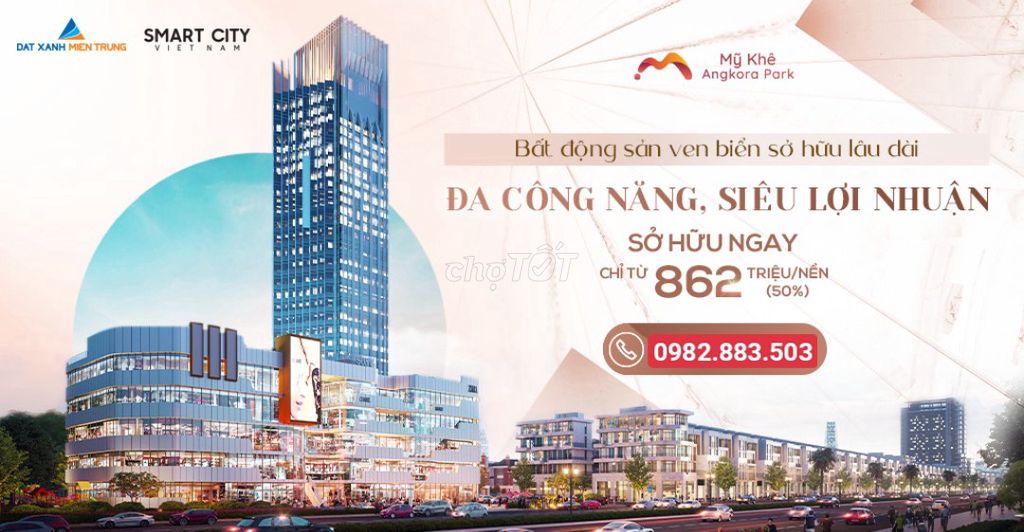 ĐẤT XANH MIỀN TRUNG
SMART CITY
VIET NAM
Mỹ Khê
Angkora Park
Bất động sản ven biển sở hữu lâu dài
ĐA CÔNG NĂNG, SIÊU LỢI NHUẬN
SỞ HỮU NGAY
CHỈ TỪ 862 TRIỆU/NỀN
(50%)
chợTỐT
0982.883.503